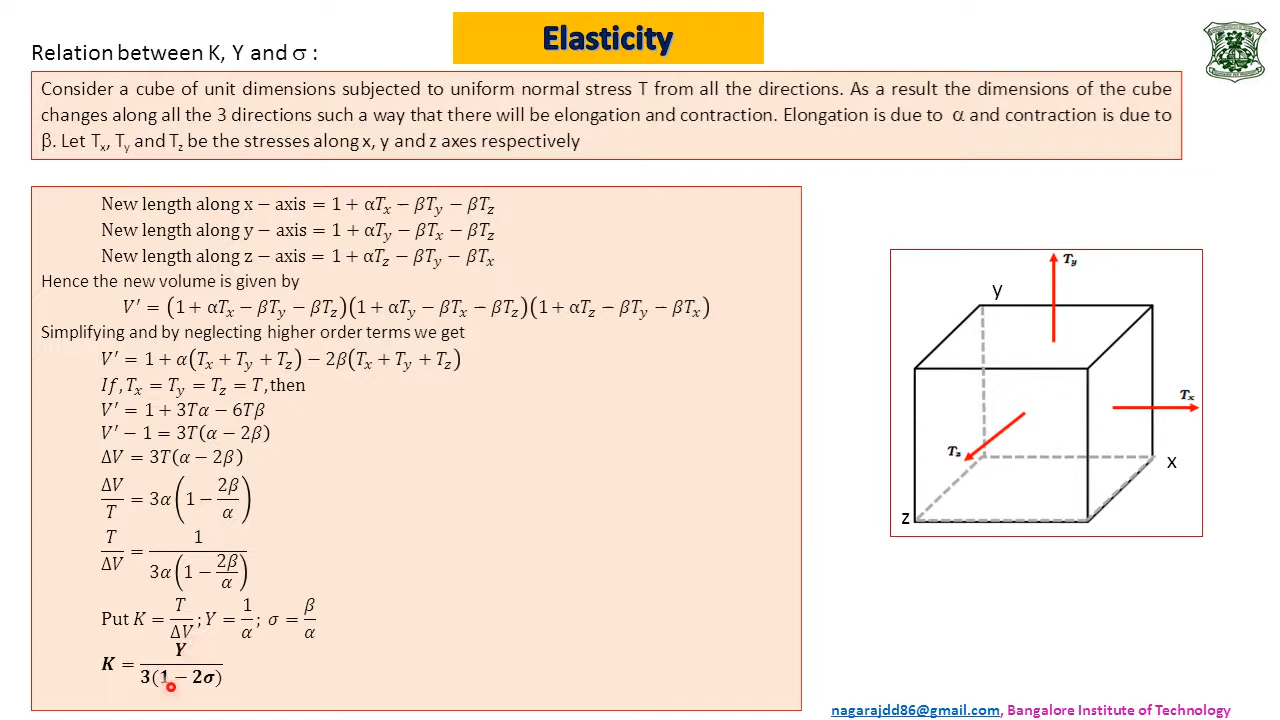 Elasticity
Relation between K, Y and σ :
Consider a cube of unit dimensions subjected to uniform normal stress T from all the directions. As a result the dimensions of the cube
changes along all the 3 directions such a way that there will be elongation and contraction. Elongation is due to α and contraction is due to
β. Let Tx, Ty and Tz be the stresses along x, y and z axes respectively
New length along x − axis = 1 + αTx − βTy − βTz
New length along y − axis = 1 + αTy − βTx − βTz
New length along z − axis = 1 + αTz − βTy − βTx
Hence the new volume is given by
V′ = (1 + αTx − βTy − βTz)(1 + αTy − βTx − βTz)(1 + αTz − βTy − βTx)
Simplifying and by neglecting higher order terms we get
V′ = 1 + α(Tx + Ty + Tz) − 2β(Tx + Ty + Tz)
If, Tx = Ty = Tz = T, then
V′ = 1 + 3Tα − 6Tβ
V′ − 1 = 3T(α − 2β)
ΔV = 3T(α − 2β)
ΔV/T = 3α(1 − 2β/α)
T/ΔV = 1/(3α(1 − 2β/α))
Put K = T/ΔV ; Y = 1/α ; σ = β/α
K = Y/(3(1 − 2σ))
Ty
y
Tx
Tz
x
z
nagarajdd86@gmail.com, Bangalore Institute of Technology